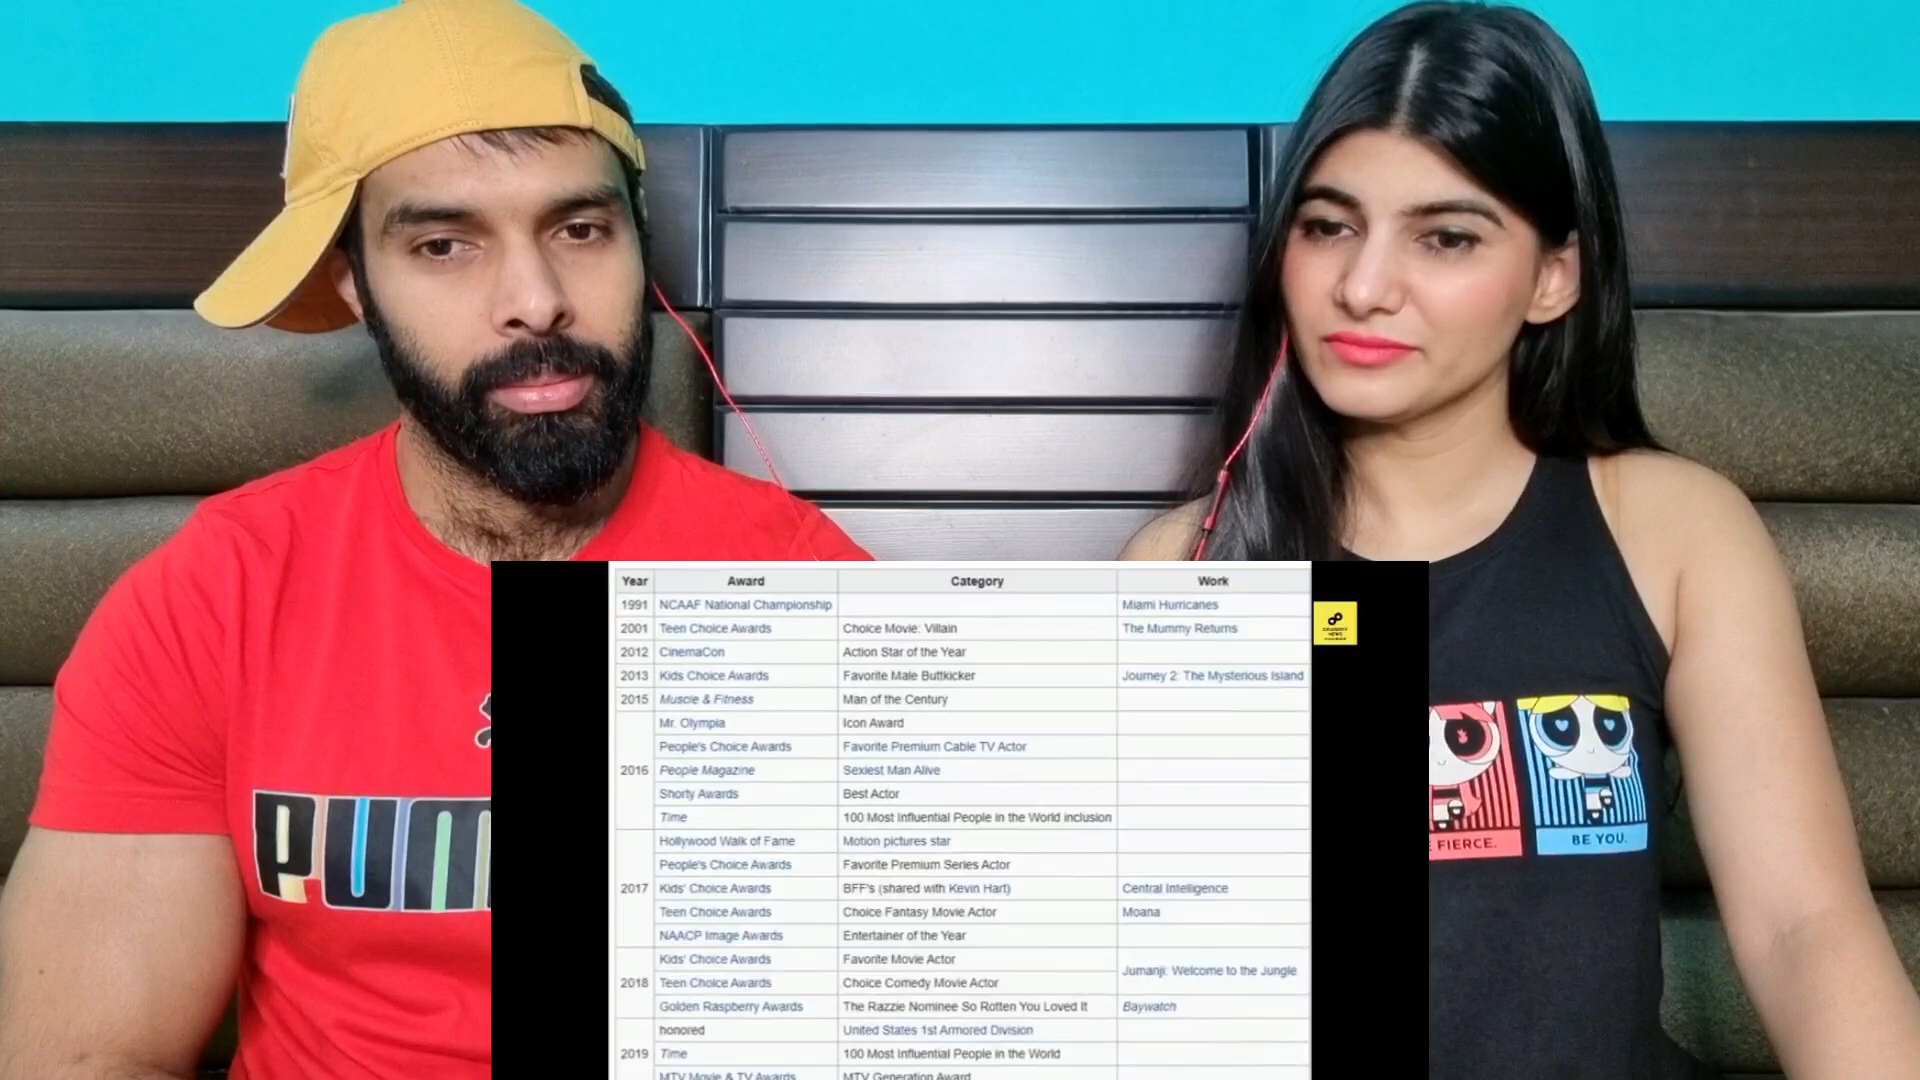 Year Award Category Work
1991 NCAAF National Championship Miami Hurricanes
2001 Teen Choice Awards Choice Movie: Villain The Mummy Returns
2012 CinemaCon Action Star of the Year
2013 Kids Choice Awards Favorite Male Buttkicker Journey 2: The Mysterious Island
2015 Muscle & Fitness Man of the Century
Mr. Olympia Icon Award
People's Choice Awards Favorite Premium Cable TV Actor
2016 People Magazine Sexiest Man Alive
Shorty Awards Best Actor
Time 100 Most Influential People in the World inclusion
Hollywood Walk of Fame Motion pictures star
People's Choice Awards Favorite Premium Series Actor
2017 Kids' Choice Awards BFF's (shared with Kevin Hart) Central Intelligence
Teen Choice Awards Choice Fantasy Movie Actor Moana
NAACP Image Awards Entertainer of the Year
Kids' Choice Awards Favorite Movie Actor
Jumanji: Welcome to the Jungle
2018 Teen Choice Awards Choice Comedy Movie Actor
Golden Raspberry Awards The Razzie Nominee So Rotten You Loved It Baywatch
honored United States 1st Armored Division
2019 Time 100 Most Influential People in the World
MTV Movie & TV Awards MTV Generation Award
PUM
FIERCE.
BE YOU.